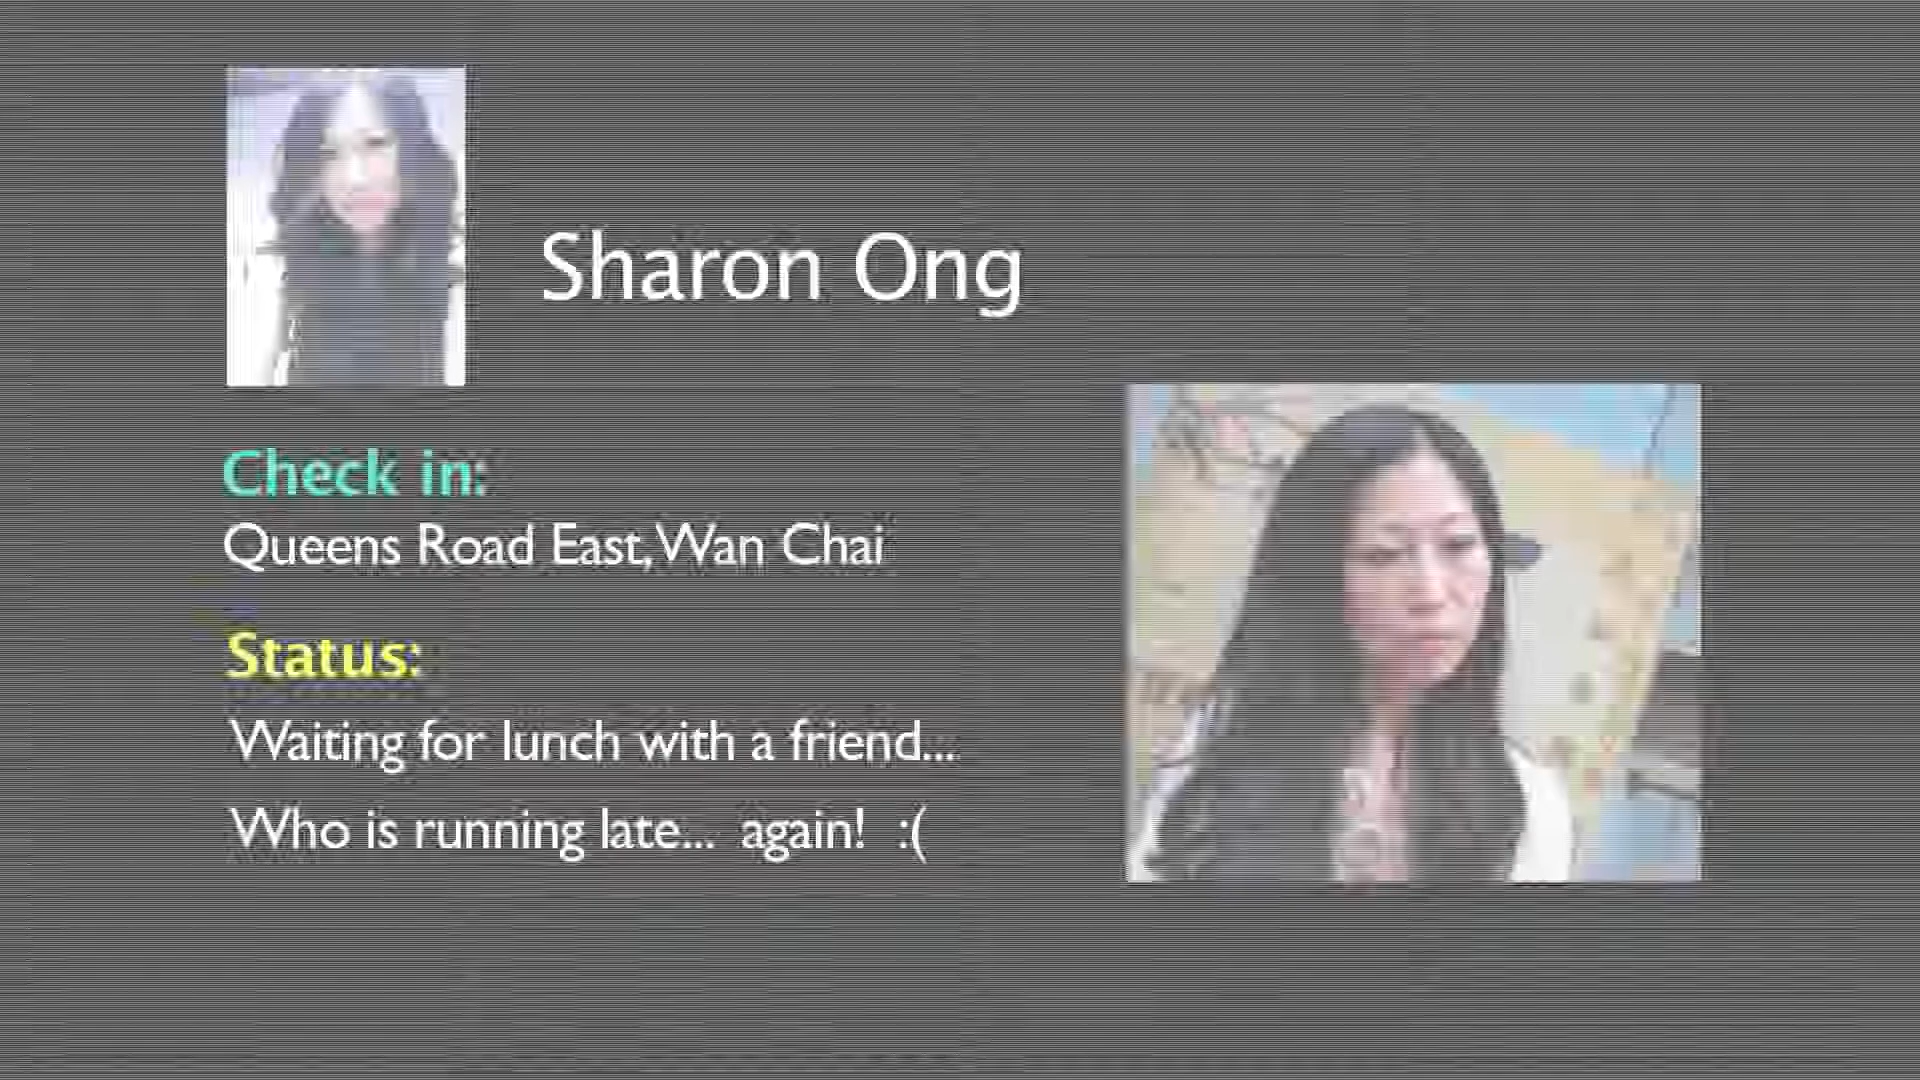 Sharon Ong
Check in:
Queens Road East, Wan Chai
Status:
Waiting for lunch with a friend...
Who is running late... again! :(